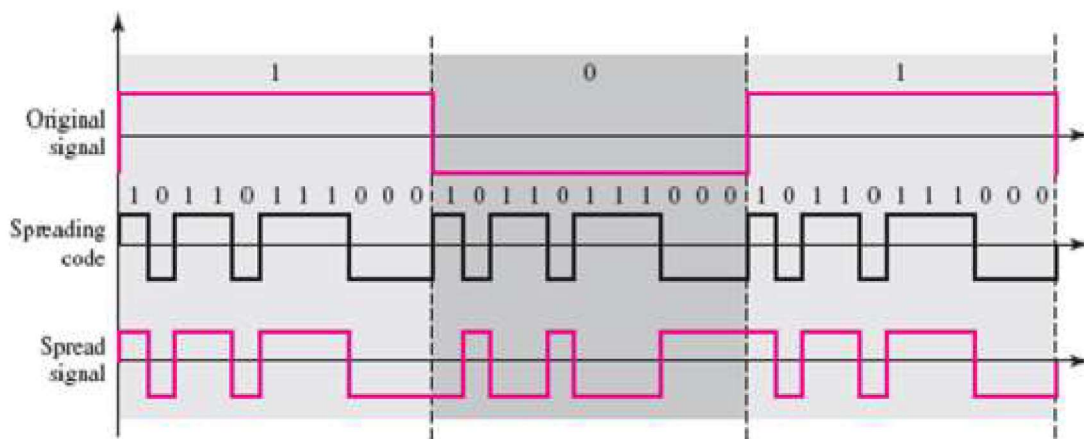 1 0 1
Original
signal
1 0 1 1 0 1 1 1 0 0 0 1 0 1 1 0 1 1 1 0 0 0 1 0 1 1 0 1 1 1 0 0 0
Spreading
code
Spread
signal